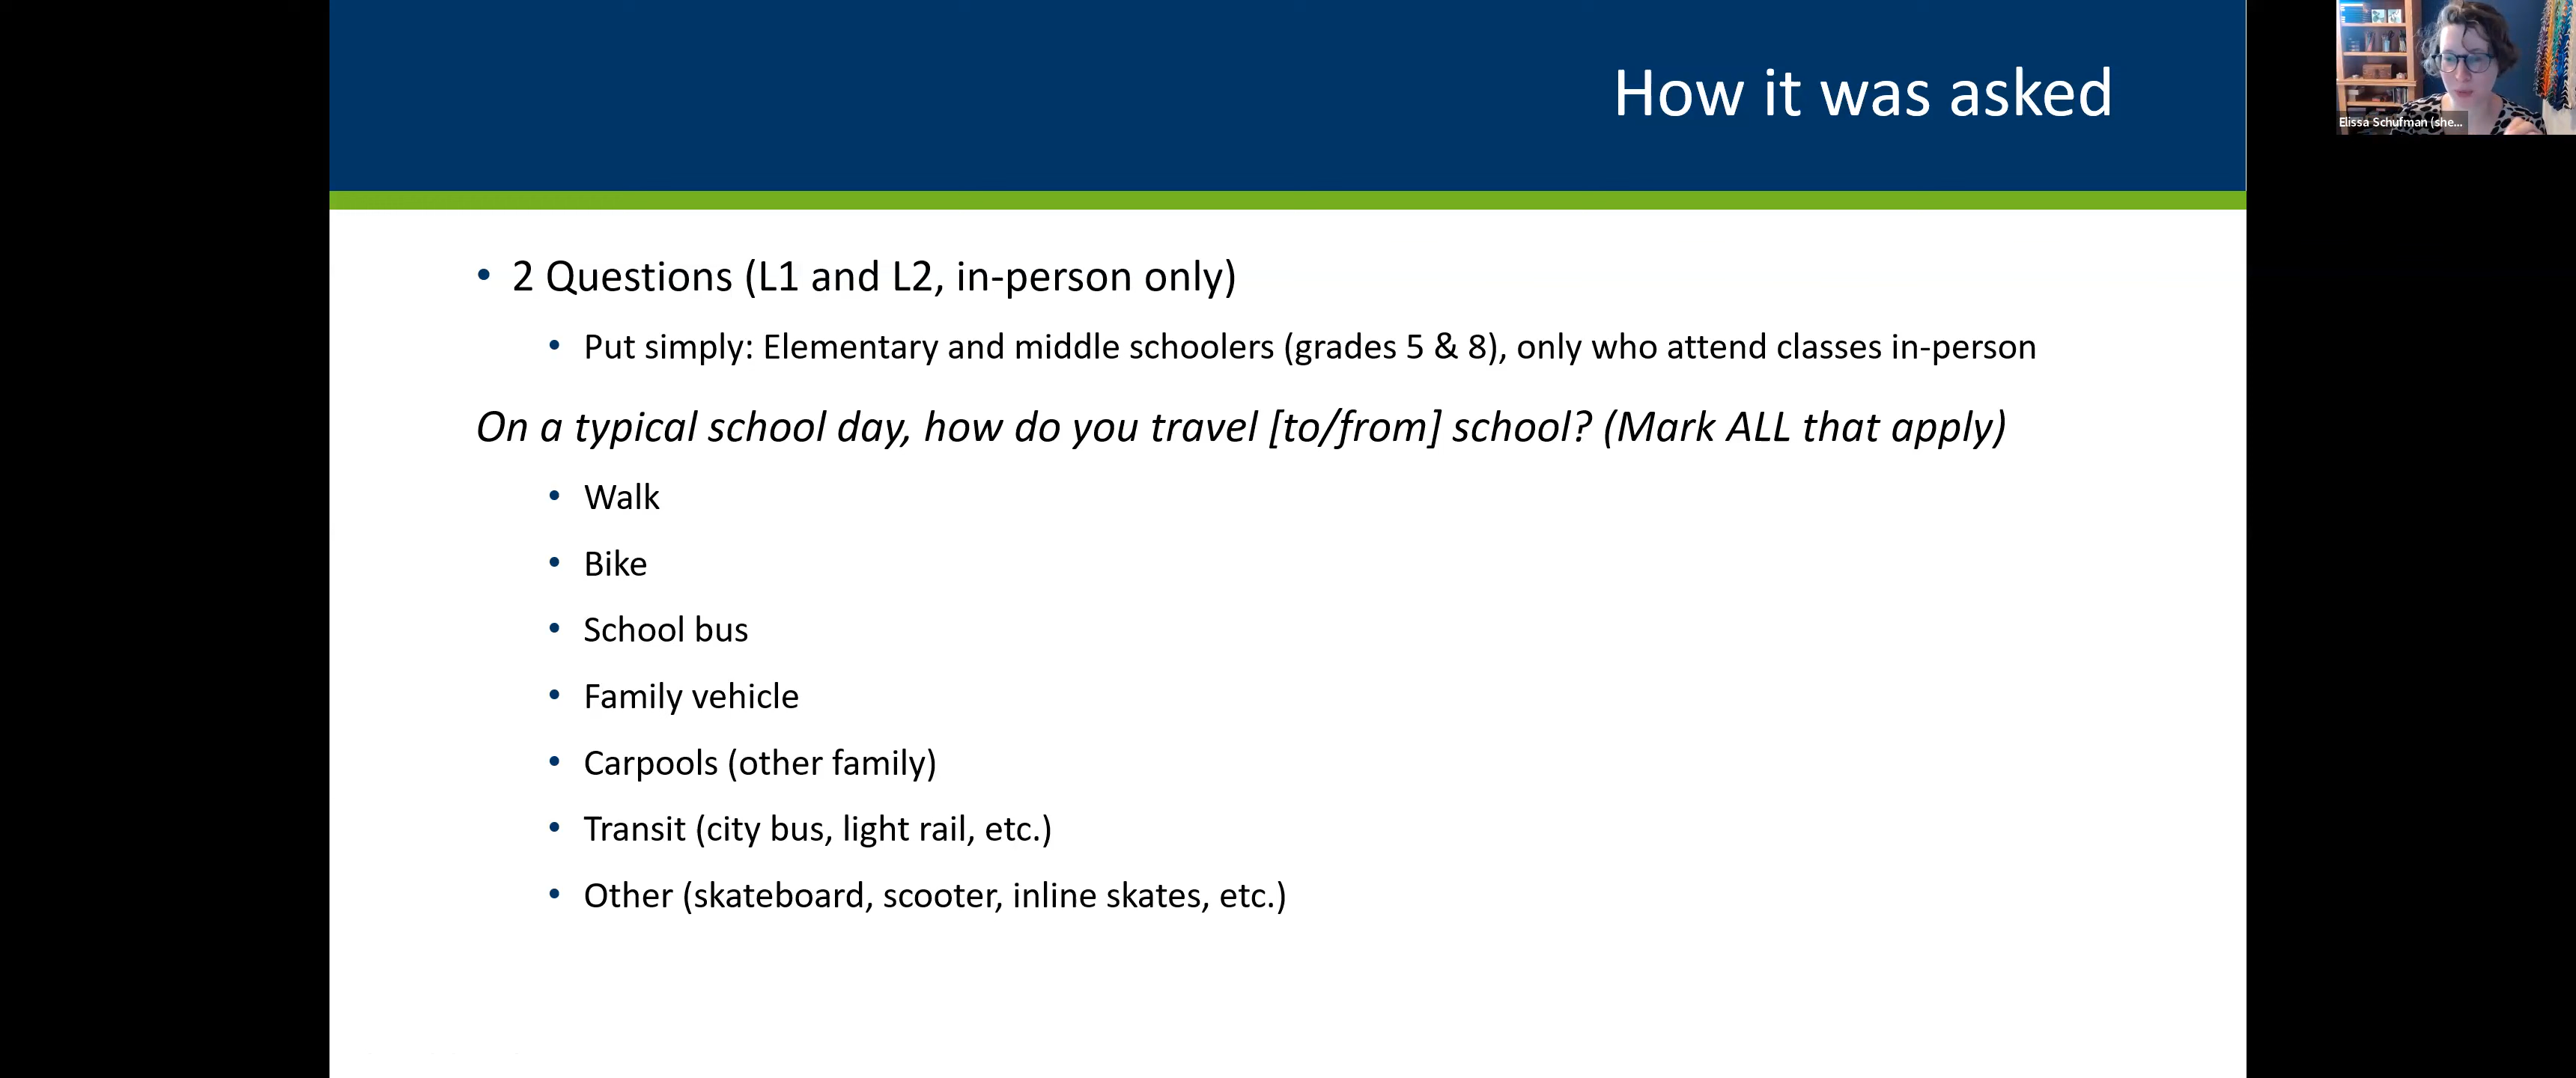 How it was asked
Elissa Schufman (she...
• 2 Questions (L1 and L2, in-person only)
• Put simply: Elementary and middle schoolers (grades 5 & 8), only who attend classes in-person
On a typical school day, how do you travel [to/from] school? (Mark ALL that apply)
• Walk
• Bike
• School bus
• Family vehicle
• Carpools (other family)
• Transit (city bus, light rail, etc.)
• Other (skateboard, scooter, inline skates, etc.)